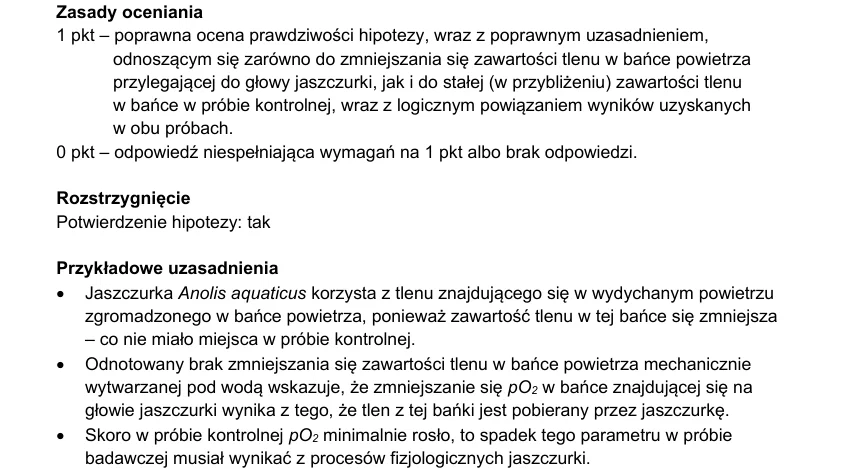 Zasady oceniania
1 pkt – poprawna ocena prawdziwości hipotezy, wraz z poprawnym uzasadnieniem,
odnoszącym się zarówno do zmniejszania się zawartości tlenu w bańce powietrza
przylegającej do głowy jaszczurki, jak i do stałej (w przybliżeniu) zawartości tlenu
w bańce w próbie kontrolnej, wraz z logicznym powiązaniem wyników uzyskanych
w obu próbach.
0 pkt – odpowiedź niespełniająca wymagań na 1 pkt albo brak odpowiedzi.
Rozstrzygnięcie
Potwierdzenie hipotezy: tak
Przykładowe uzasadnienia
• Jaszczurka Anolis aquaticus korzysta z tlenu znajdującego się w wydychanym powietrzu
zgromadzonego w bańce powietrza, ponieważ zawartość tlenu w tej bańce się zmniejsza
– co nie miało miejsca w próbie kontrolnej.
• Odnotowany brak zmniejszania się zawartości tlenu w bańce powietrza mechanicznie
wytwarzanej pod wodą wskazuje, że zmniejszanie się pO₂ w bańce znajdującej się na
głowie jaszczurki wynika z tego, że tlen z tej bańki jest pobierany przez jaszczurkę.
• Skoro w próbie kontrolnej pO₂ minimalnie rosło, to spadek tego parametru w próbie
badawczej musiał wynikać z procesów fizjologicznych jaszczurki.